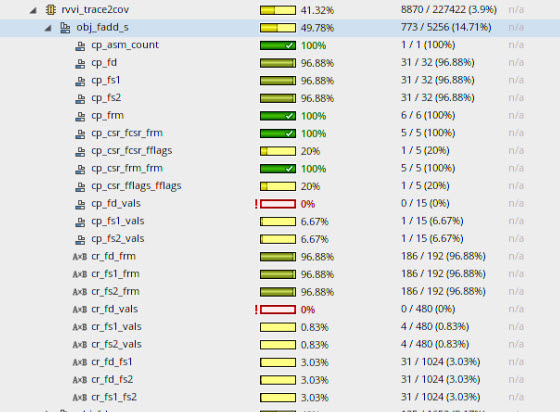 rvvi_trace2cov 41.32% 8870 / 227422 (3.9%) n/a
obj_fadd_s 49.78% 773 / 5256 (14.71%) n/a
cp_asm_count 100% 1 / 1 (100%) n/a
cp_fd 96.88% 31 / 32 (96.88%) n/a
cp_fs1 96.88% 31 / 32 (96.88%) n/a
cp_fs2 96.88% 31 / 32 (96.88%) n/a
cp_frm 100% 6 / 6 (100%) n/a
cp_csr_fcsr_frm 100% 5 / 5 (100%) n/a
cp_csr_fcsr_fflags 20% 1 / 5 (20%) n/a
cp_csr_frm_frm 100% 5 / 5 (100%) n/a
cp_csr_fflags_fflags 20% 1 / 5 (20%) n/a
cp_fd_vals ! 0% 0 / 15 (0%) n/a
cp_fs1_vals 6.67% 1 / 15 (6.67%) n/a
cp_fs2_vals 6.67% 1 / 15 (6.67%) n/a
A×B cr_fd_frm 96.88% 186 / 192 (96.88%) n/a
A×B cr_fs1_frm 96.88% 186 / 192 (96.88%) n/a
A×B cr_fs2_frm 96.88% 186 / 192 (96.88%) n/a
A×B cr_fd_vals ! 0% 0 / 480 (0%) n/a
A×B cr_fs1_vals 0.83% 4 / 480 (0.83%) n/a
A×B cr_fs2_vals 0.83% 4 / 480 (0.83%) n/a
A×B cr_fd_fs1 3.03% 31 / 1024 (3.03%) n/a
A×B cr_fd_fs2 3.03% 31 / 1024 (3.03%) n/a
A×B cr_fs1_fs2 3.03% 31 / 1024 (3.03%) n/a